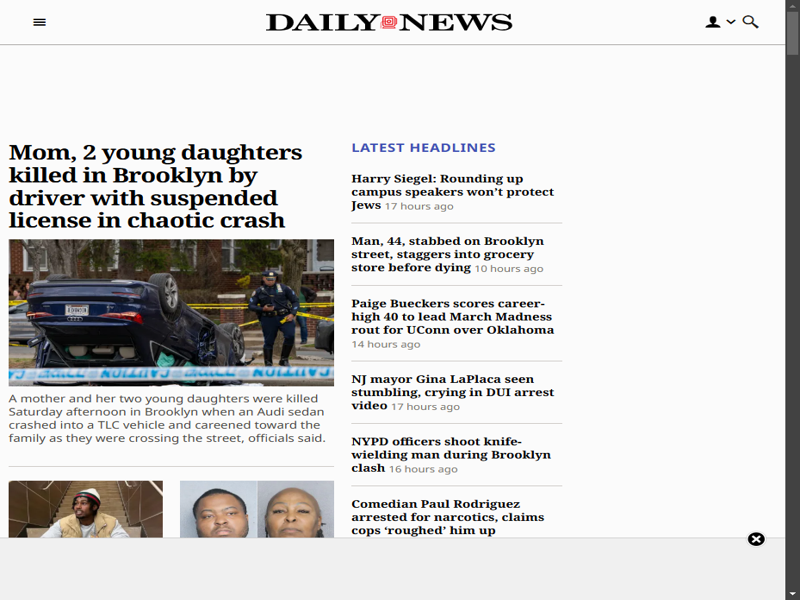 DAILY NEWS
Mom, 2 young daughters
killed in Brooklyn by
driver with suspended
license in chaotic crash
A mother and her two young daughters were killed
Saturday afternoon in Brooklyn when an Audi sedan
crashed into a TLC vehicle and careened toward the
family as they were crossing the street, officials said.
LATEST HEADLINES
Harry Siegel: Rounding up
campus speakers won’t protect
Jews 17 hours ago
Man, 44, stabbed on Brooklyn
street, staggers into grocery
store before dying 10 hours ago
Paige Bueckers scores career-
high 40 to lead March Madness
rout for UConn over Oklahoma
14 hours ago
NJ mayor Gina LaPlaca seen
stumbling, crying in DUI arrest
video 17 hours ago
NYPD officers shoot knife-
wielding man during Brooklyn
clash 16 hours ago
Comedian Paul Rodriguez
arrested for narcotics, claims
cops ‘roughed’ him up